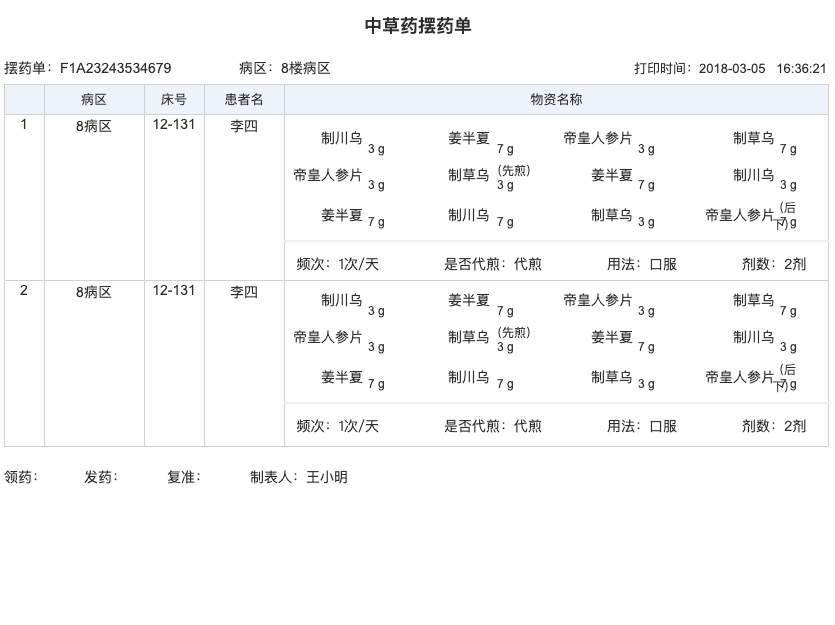 中草药摆药单
摆药单：F1A23243534679 病区：8楼病区 打印时间：2018-03-05 16:36:21
病区 床号 患者名 物资名称
1 8病区 12-131 李四
制川乌 3 g 姜半夏 7 g 帝皇人参片 3 g 制草乌 7 g
帝皇人参片 3 g 制草乌 (先煎) 3 g 姜半夏 7 g 制川乌 3 g
姜半夏 7 g 制川乌 7 g 制草乌 3 g 帝皇人参片 (后下) 7 g
频次：1次/天 是否代煎：代煎 用法：口服 剂数：2剂
2 8病区 12-131 李四
制川乌 3 g 姜半夏 7 g 帝皇人参片 3 g 制草乌 7 g
帝皇人参片 3 g 制草乌 (先煎) 3 g 姜半夏 7 g 制川乌 3 g
姜半夏 7 g 制川乌 7 g 制草乌 3 g 帝皇人参片 (后下) 7 g
频次：1次/天 是否代煎：代煎 用法：口服 剂数：2剂
领药： 发药： 复准： 制表人：王小明